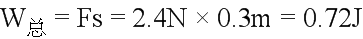 W总 = Fs = 2.4N × 0.3m = 0.72J